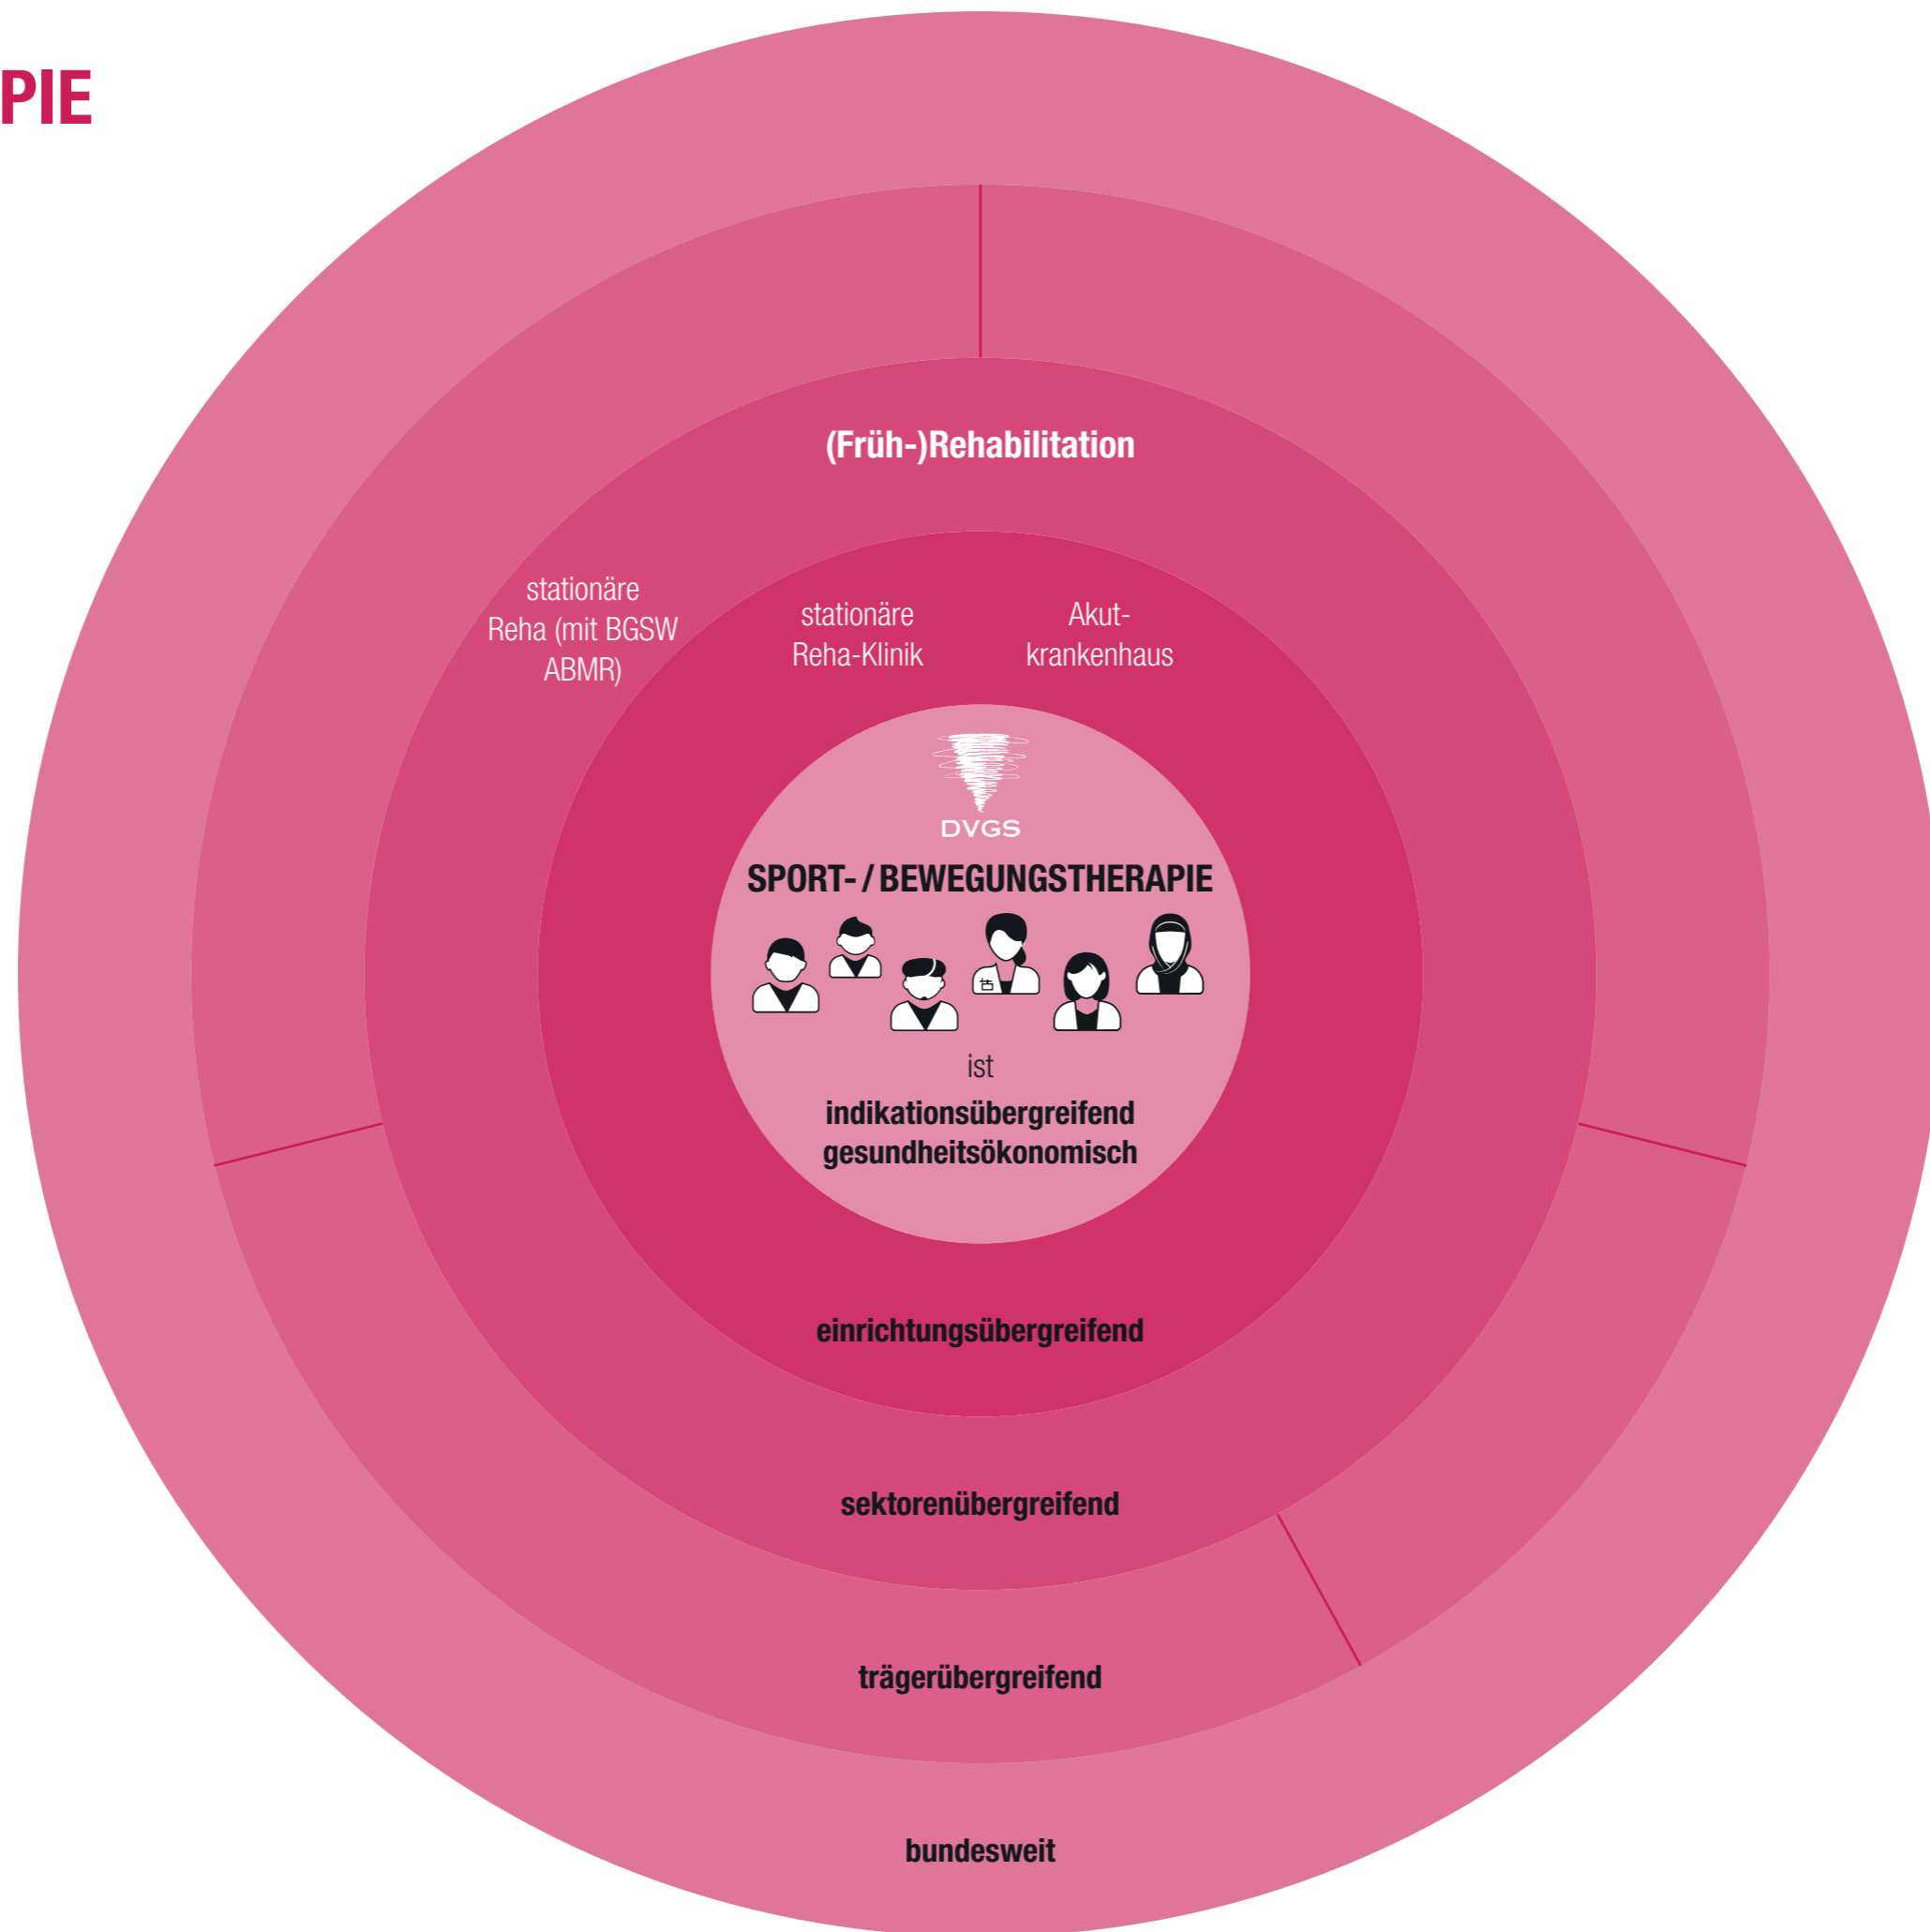 PIE
(Früh-)Rehabilitation
stationäre
Reha (mit BGSW
ABMR)
stationäre
Reha-Klinik
Akut-
krankenhaus
DVGS
SPORT- / BEWEGUNGSTHERAPIE
ist
indikationsübergreifend
gesundheitsökonomisch
einrichtungsübergreifend
sektorenübergreifend
trägerübergreifend
bundesweit